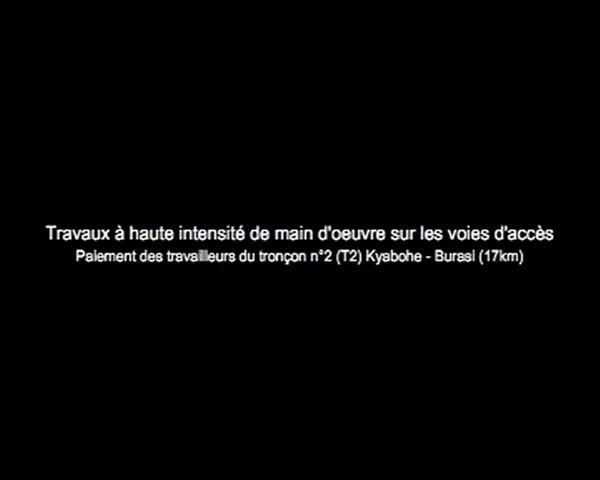 Travaux à haute intensité de main d'oeuvre sur les voies d'accès
Paiement des travailleurs du tronçon n°2 (T2) Kyabohe - Burasi (17km)